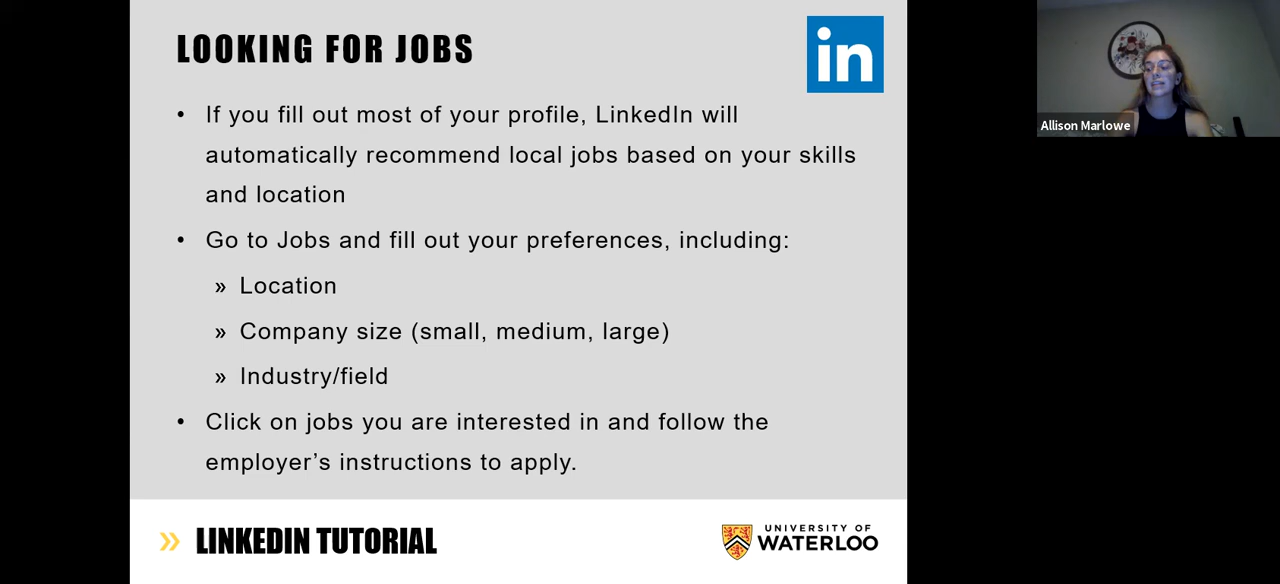 LOOKING FOR JOBS
in
• If you fill out most of your profile, LinkedIn will
automatically recommend local jobs based on your skills
and location
• Go to Jobs and fill out your preferences, including:
» Location
» Company size (small, medium, large)
» Industry/field
• Click on jobs you are interested in and follow the
employer’s instructions to apply.
» LINKEDIN TUTORIAL
UNIVERSITY OF
WATERLOO
Allison Marlowe